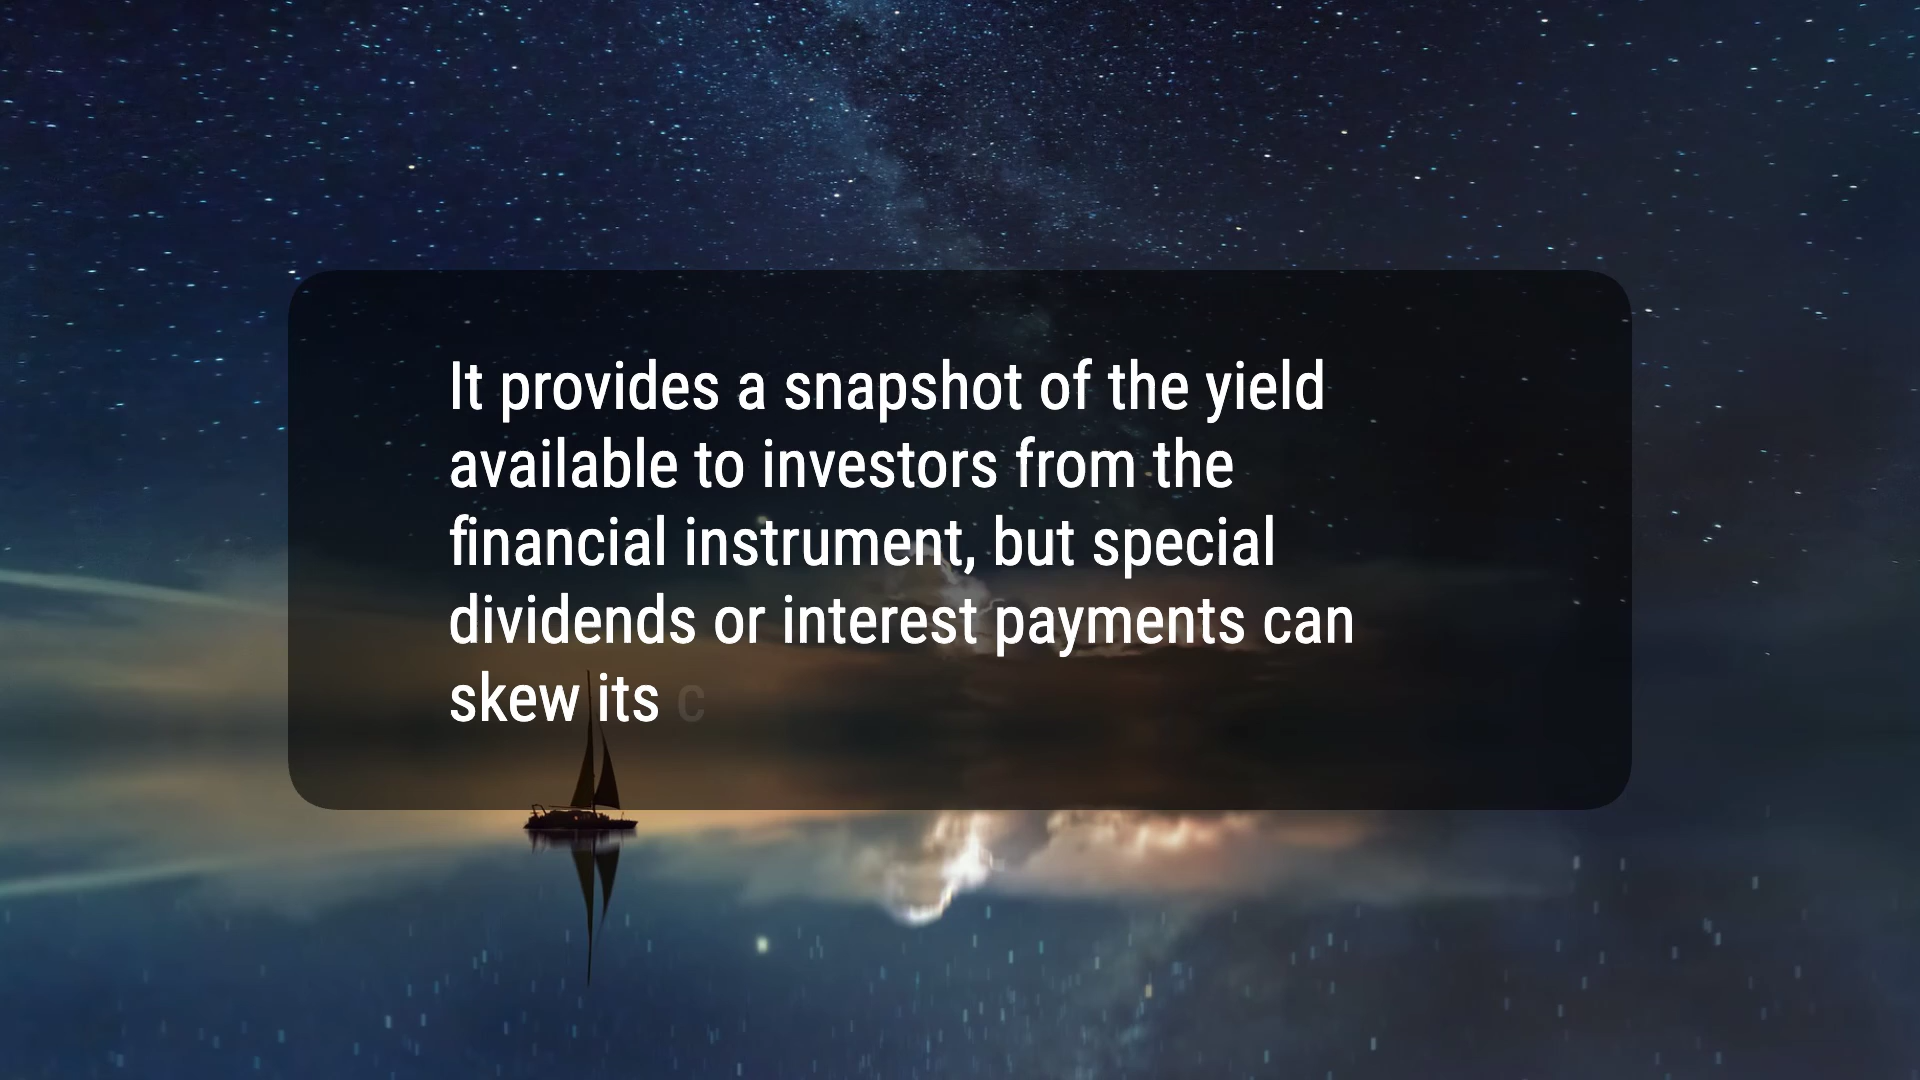 It provides a snapshot of the yield
available to investors from the
financial instrument, but special
dividends or interest payments can
skew its c